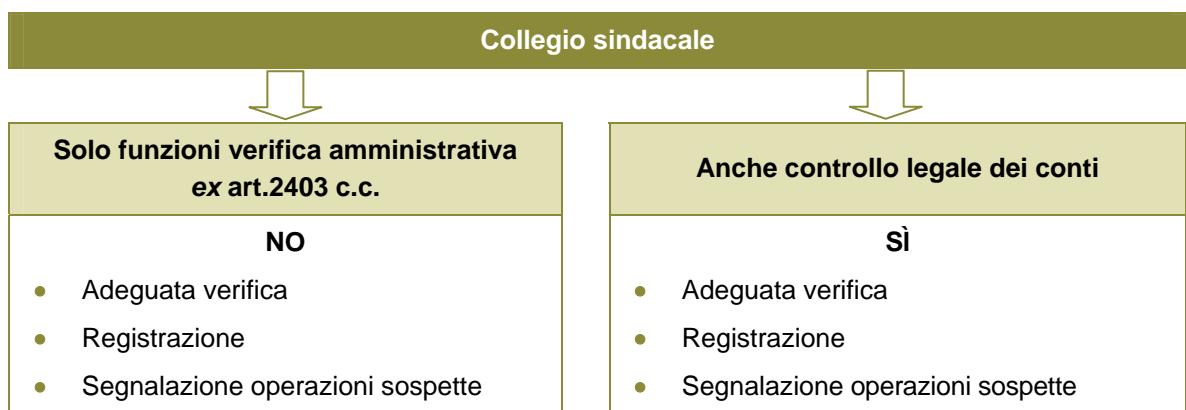 Collegio sindacale
Solo funzioni verifica amministrativa
ex art.2403 c.c.
NO
• Adeguata verifica
• Registrazione
• Segnalazione operazioni sospette
Anche controllo legale dei conti
SÌ
• Adeguata verifica
• Registrazione
• Segnalazione operazioni sospette